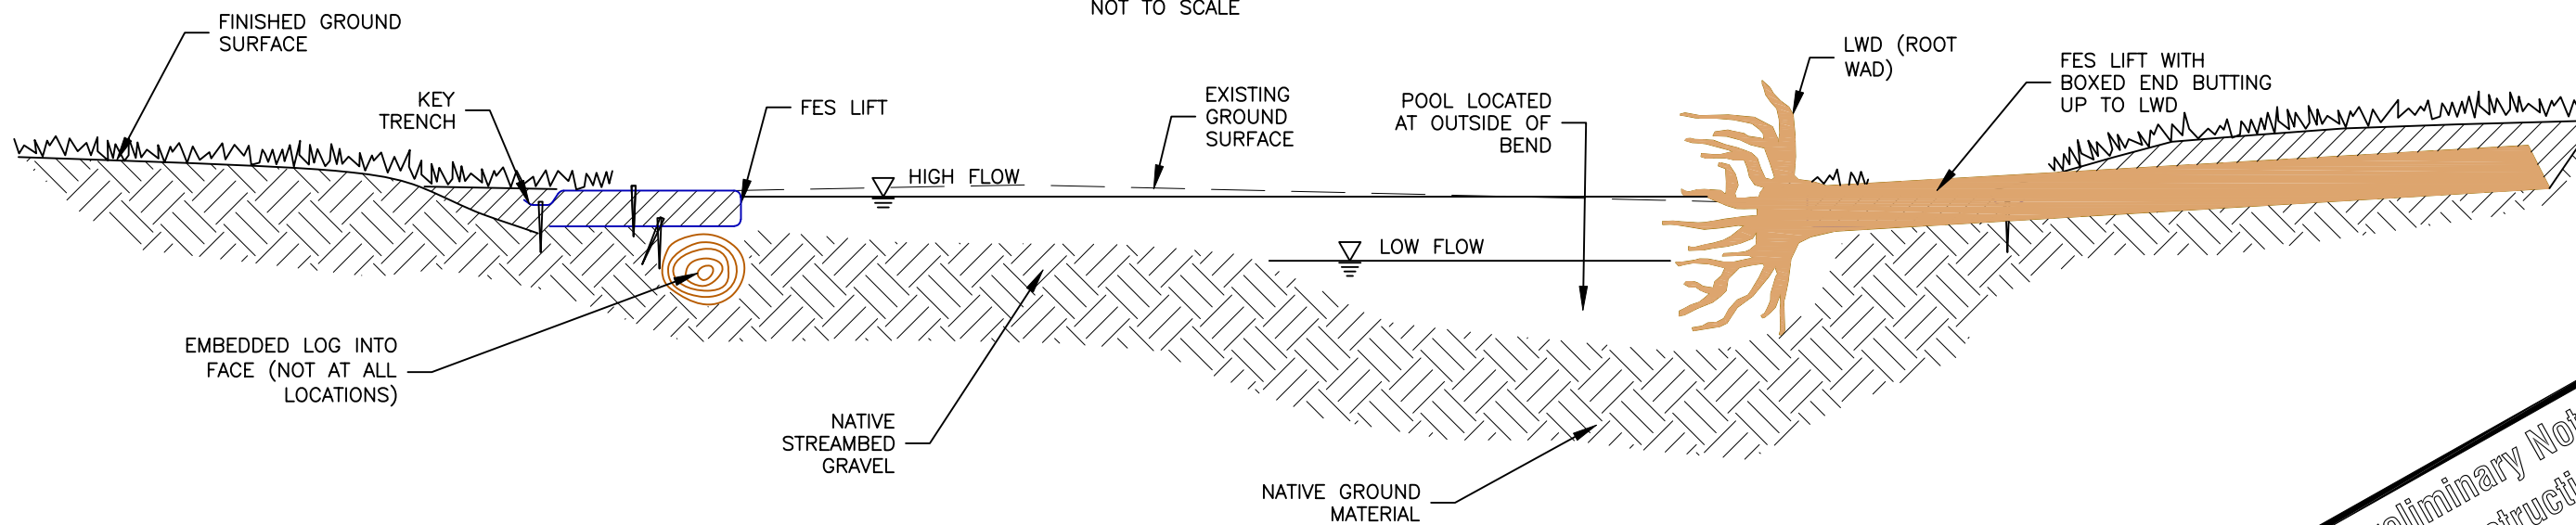 NOT TO SCALE
FINISHED GROUND
SURFACE
KEY
TRENCH
FES LIFT
HIGH FLOW
EXISTING
GROUND
SURFACE
POOL LOCATED
AT OUTSIDE OF
BEND
LOW FLOW
LWD (ROOT
WAD)
FES LIFT WITH
BOXED END BUTTING
UP TO LWD
EMBEDDED LOG INTO
FACE (NOT AT ALL
LOCATIONS)
NATIVE
STREAMBED
GRAVEL
NATIVE GROUND
MATERIAL